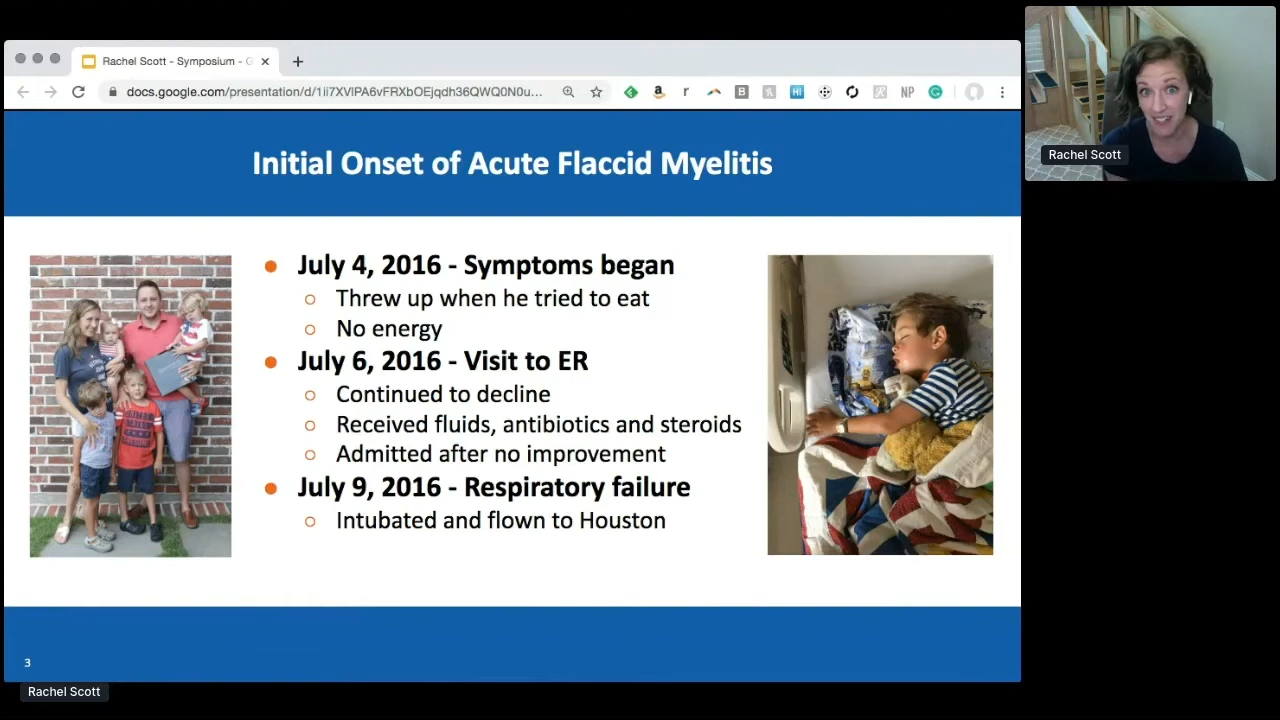 Rachel Scott - Symposium - G
docs.google.com/presentation/d/1ii7XVlPA6vFRXbOEjqdh36QWQ0N0u...
Rachel Scott
Initial Onset of Acute Flaccid Myelitis
July 4, 2016 - Symptoms began
Threw up when he tried to eat
No energy
July 6, 2016 - Visit to ER
Continued to decline
Received fluids, antibiotics and steroids
Admitted after no improvement
July 9, 2016 - Respiratory failure
Intubated and flown to Houston
3
Rachel Scott